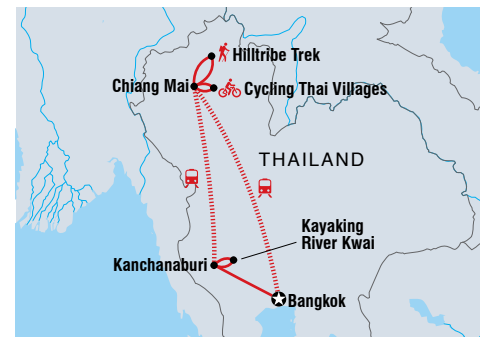 Hilltribe Trek
Chiang Mai
Cycling Thai Villages
THAILAND
Kayaking
River Kwai
Kanchanaburi
Bangkok